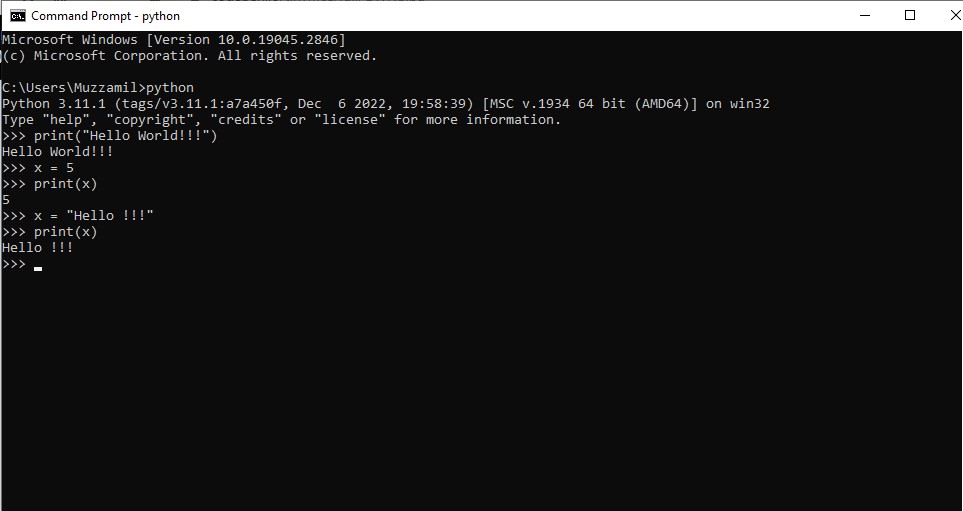 Command Prompt - python
Microsoft Windows [Version 10.0.19045.2846]
(c) Microsoft Corporation. All rights reserved.
C:\Users\Muzzamil>python
Python 3.11.1 (tags/v3.11.1:a7a450f, Dec  6 2022, 19:58:39) [MSC v.1934 64 bit (AMD64)] on win32
Type "help", "copyright", "credits" or "license" for more information.
>>> print("Hello World!!!")
Hello World!!!
>>> x = 5
>>> print(x)
5
>>> x = "Hello !!!"
>>> print(x)
Hello !!!
>>>